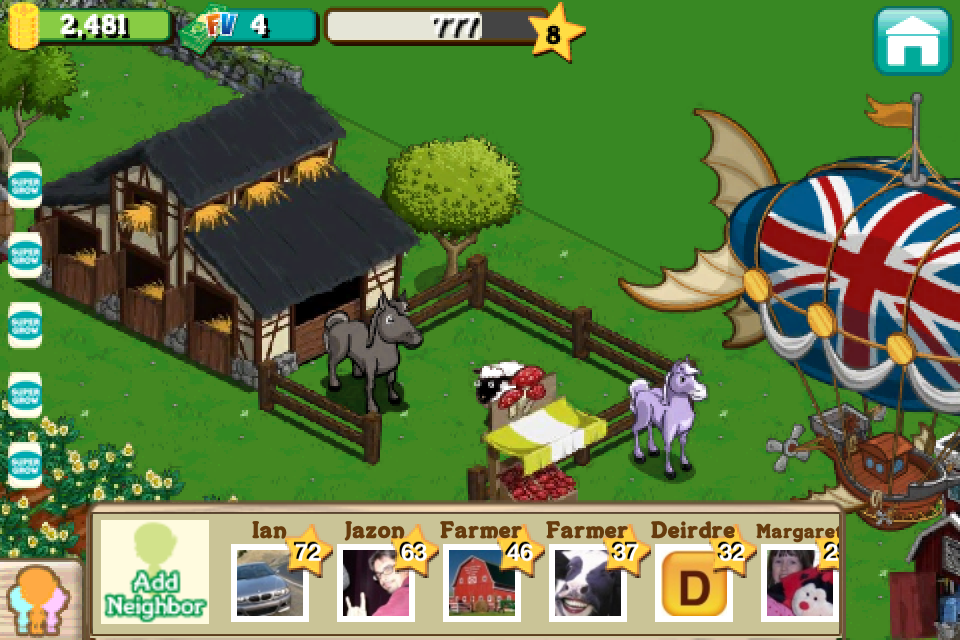 2,481
FV 4
777
8
SUPER GROW
SUPER GROW
SUPER GROW
SUPER GROW
SUPER GROW
Add Neighbor
Ian 72
Jazon 63
Farmer 46
Farmer 37
Deirdre 32
D
Margaret